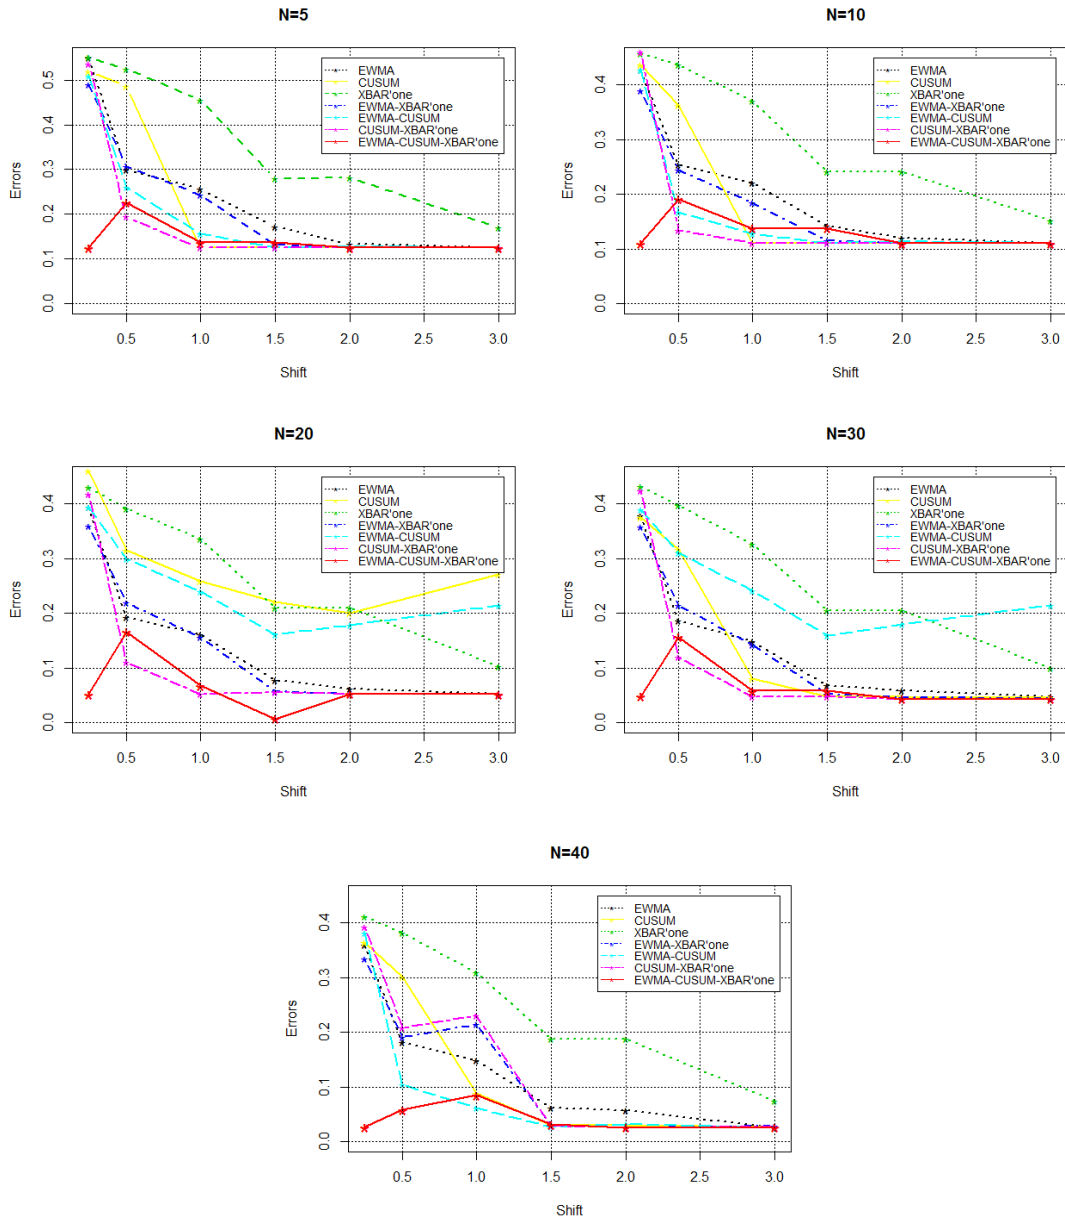 N=5
EWMA
CUSUM
XBAR'one
EWMA-XBAR'one
EWMA-CUSUM
CUSUM-XBAR'one
EWMA-CUSUM-XBAR'one
Errors
0.5
0.4
0.3
0.2
0.1
0.0
0.5 1.0 1.5 2.0 2.5 3.0
Shift
N=10
EWMA
CUSUM
XBAR'one
EWMA-XBAR'one
EWMA-CUSUM
CUSUM-XBAR'one
EWMA-CUSUM-XBAR'one
Errors
0.4
0.3
0.2
0.1
0.0
0.5 1.0 1.5 2.0 2.5 3.0
Shift
N=20
EWMA
CUSUM
XBAR'one
EWMA-XBAR'one
EWMA-CUSUM
CUSUM-XBAR'one
EWMA-CUSUM-XBAR'one
Errors
0.4
0.3
0.2
0.1
0.0
0.5 1.0 1.5 2.0 2.5 3.0
Shift
N=30
EWMA
CUSUM
XBAR'one
EWMA-XBAR'one
EWMA-CUSUM
CUSUM-XBAR'one
EWMA-CUSUM-XBAR'one
Errors
0.4
0.3
0.2
0.1
0.0
0.5 1.0 1.5 2.0 2.5 3.0
Shift
N=40
EWMA
CUSUM
XBAR'one
EWMA-XBAR'one
EWMA-CUSUM
CUSUM-XBAR'one
EWMA-CUSUM-XBAR'one
Errors
0.4
0.3
0.2
0.1
0.0
0.5 1.0 1.5 2.0 2.5 3.0
Shift